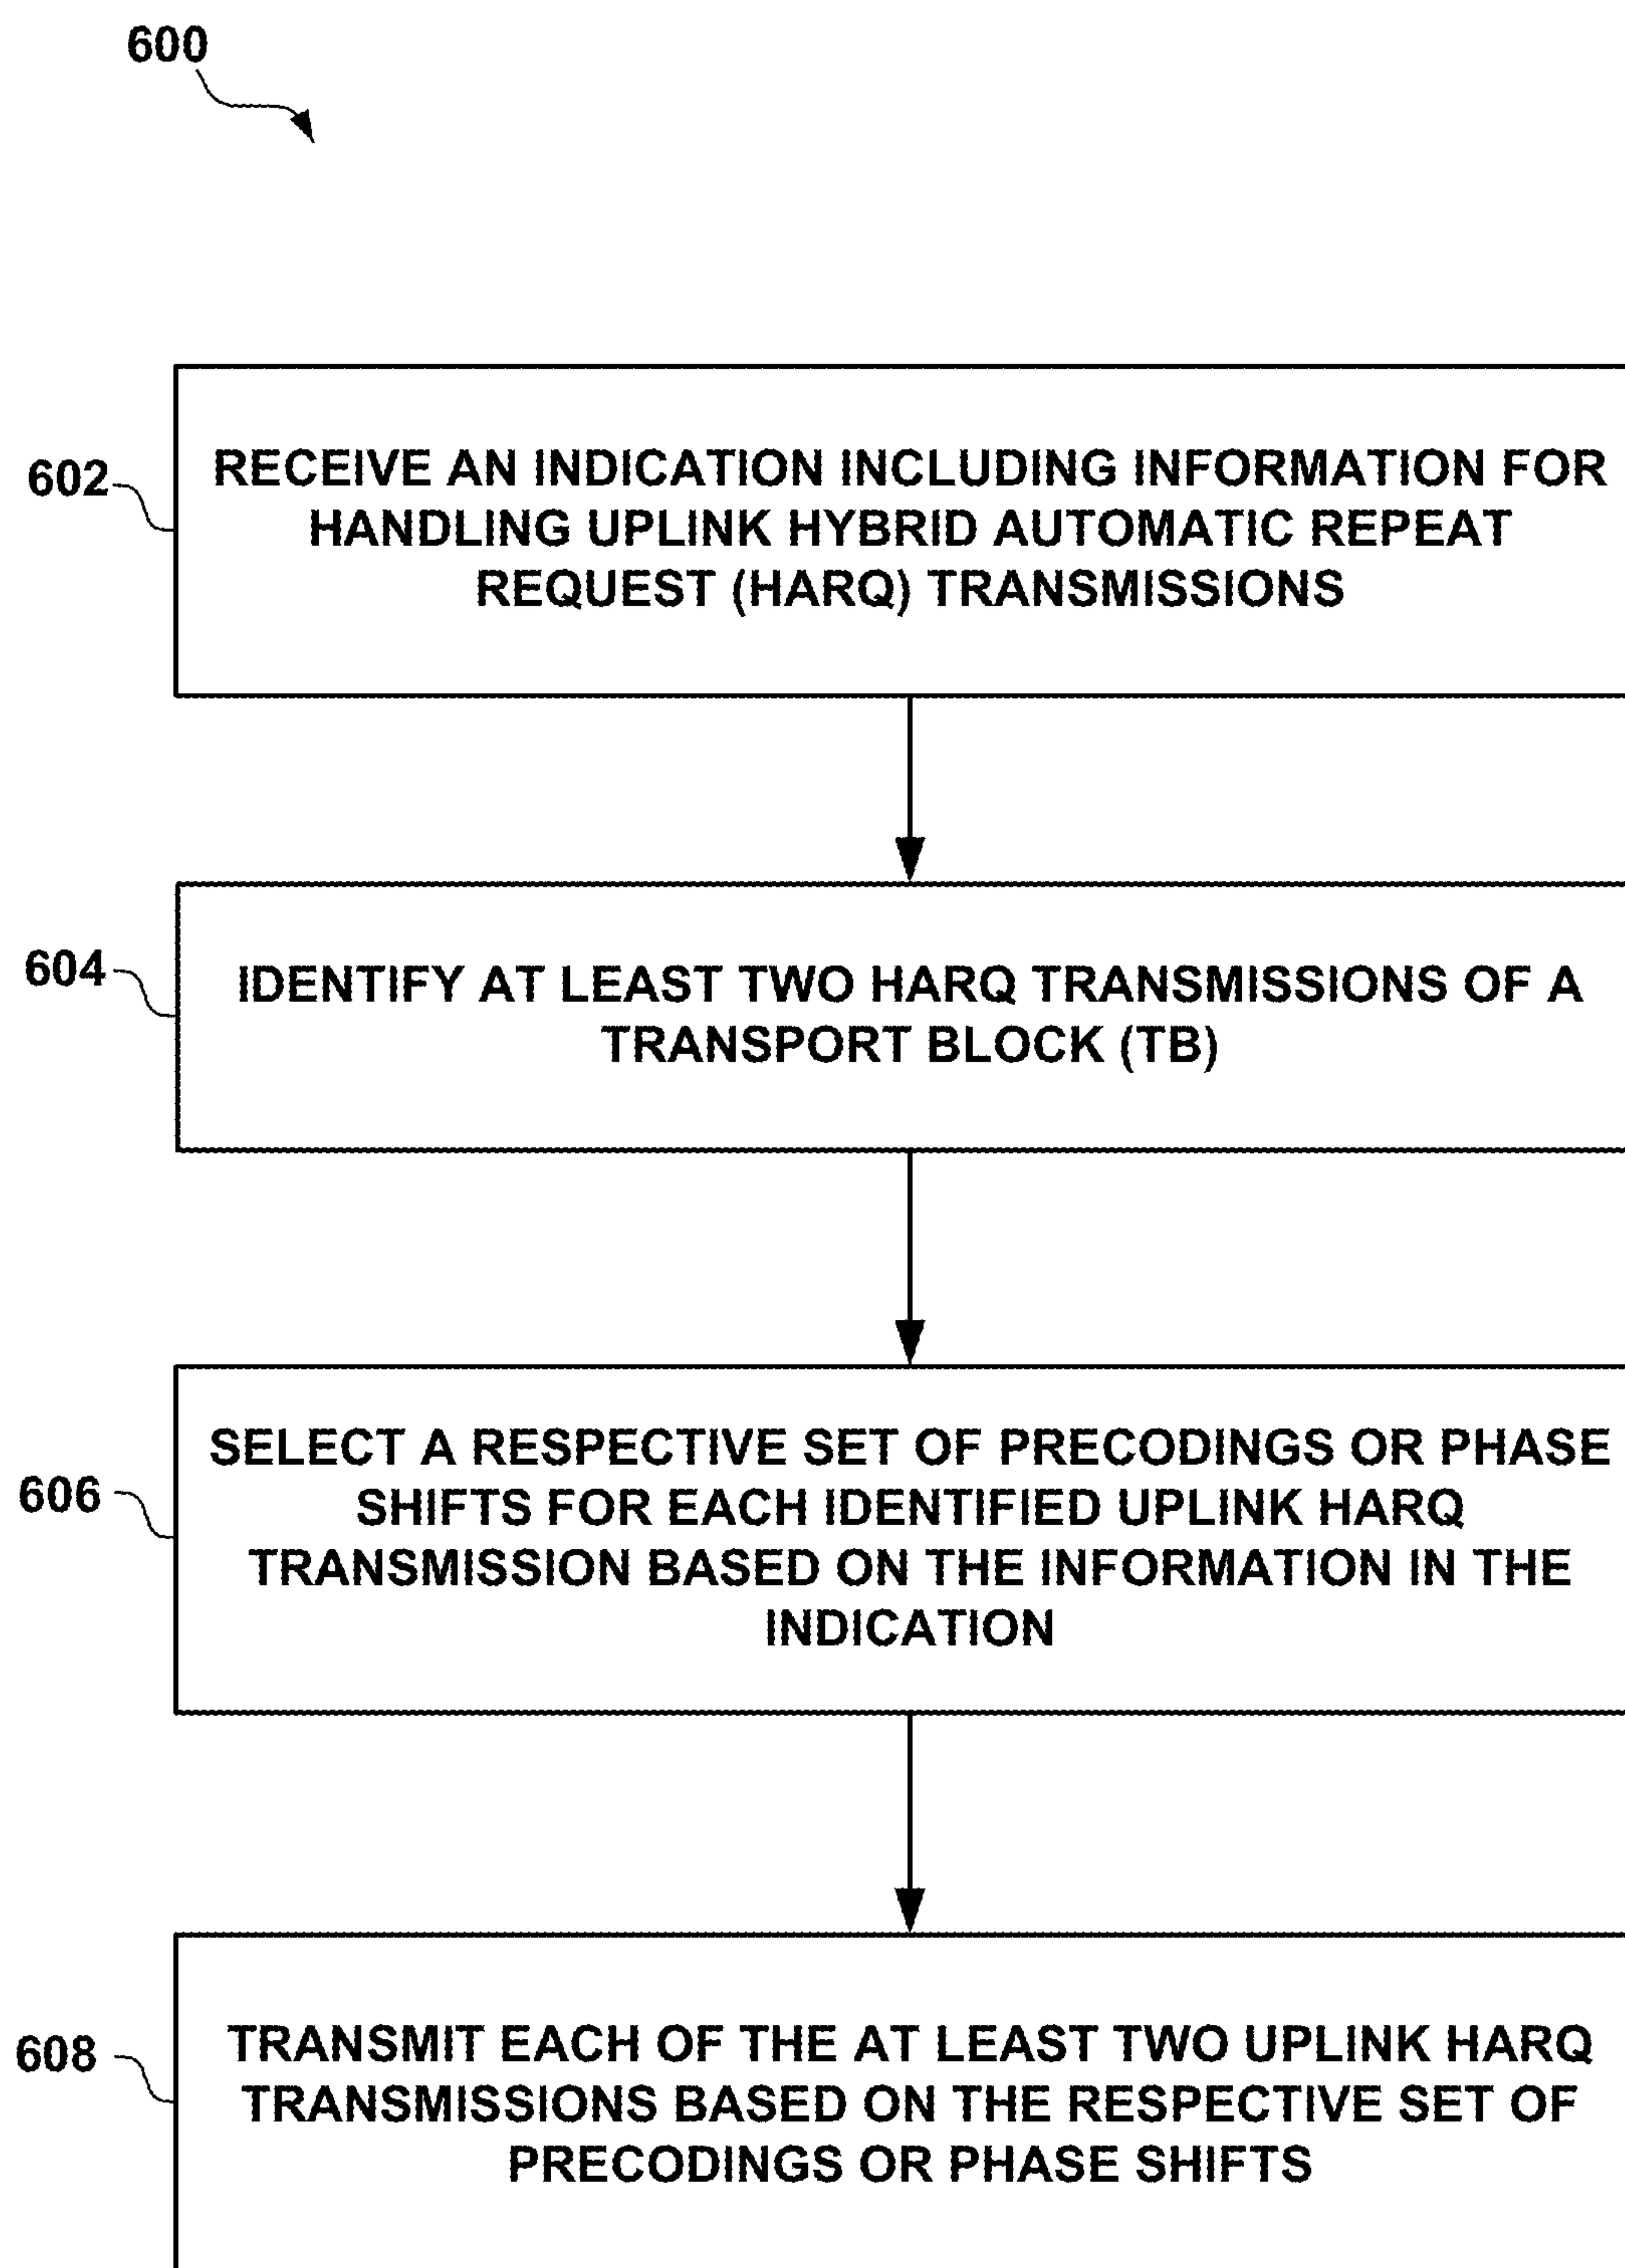 600
602
RECEIVE AN INDICATION INCLUDING INFORMATION FOR
HANDLING UPLINK HYBRID AUTOMATIC REPEAT
REQUEST (HARQ) TRANSMISSIONS
604
IDENTIFY AT LEAST TWO HARQ TRANSMISSIONS OF A
TRANSPORT BLOCK (TB)
606
SELECT A RESPECTIVE SET OF PRECODINGS OR PHASE
SHIFTS FOR EACH IDENTIFIED UPLINK HARQ
TRANSMISSION BASED ON THE INFORMATION IN THE
INDICATION
608
TRANSMIT EACH OF THE AT LEAST TWO UPLINK HARQ
TRANSMISSIONS BASED ON THE RESPECTIVE SET OF
PRECODINGS OR PHASE SHIFTS